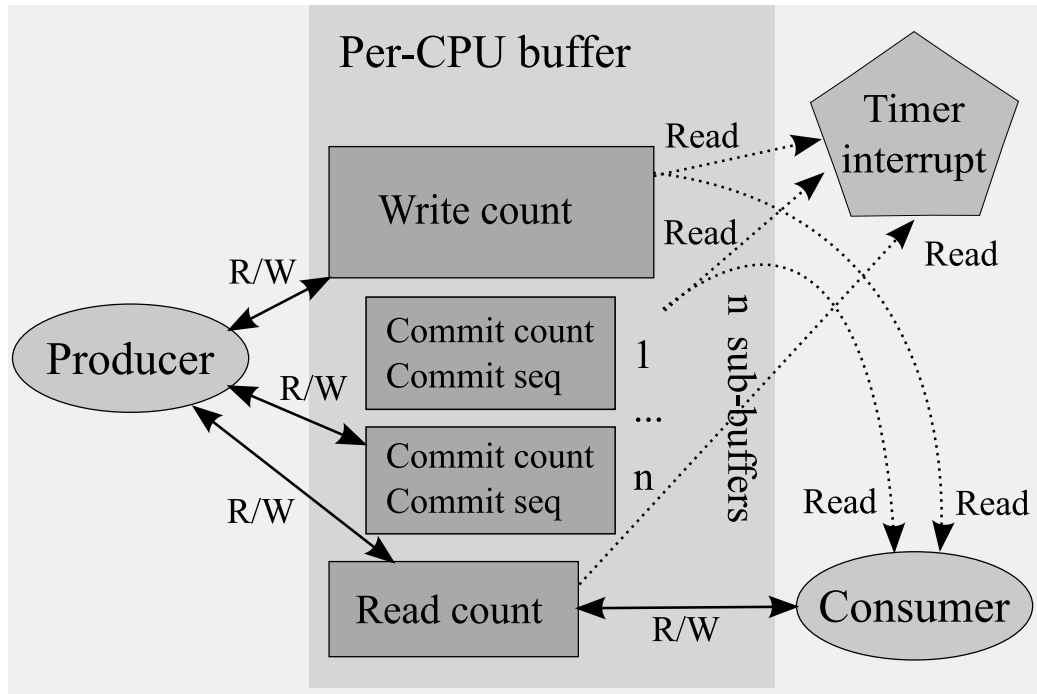 Per-CPU buffer
Timer
interrupt
Read
Write count
Read
Read
R/W
Producer
Commit count
Commit seq
1
n sub-buffers
R/W
...
Commit count
Commit seq
n
R/W
Read
Read
Read count
R/W
Consumer